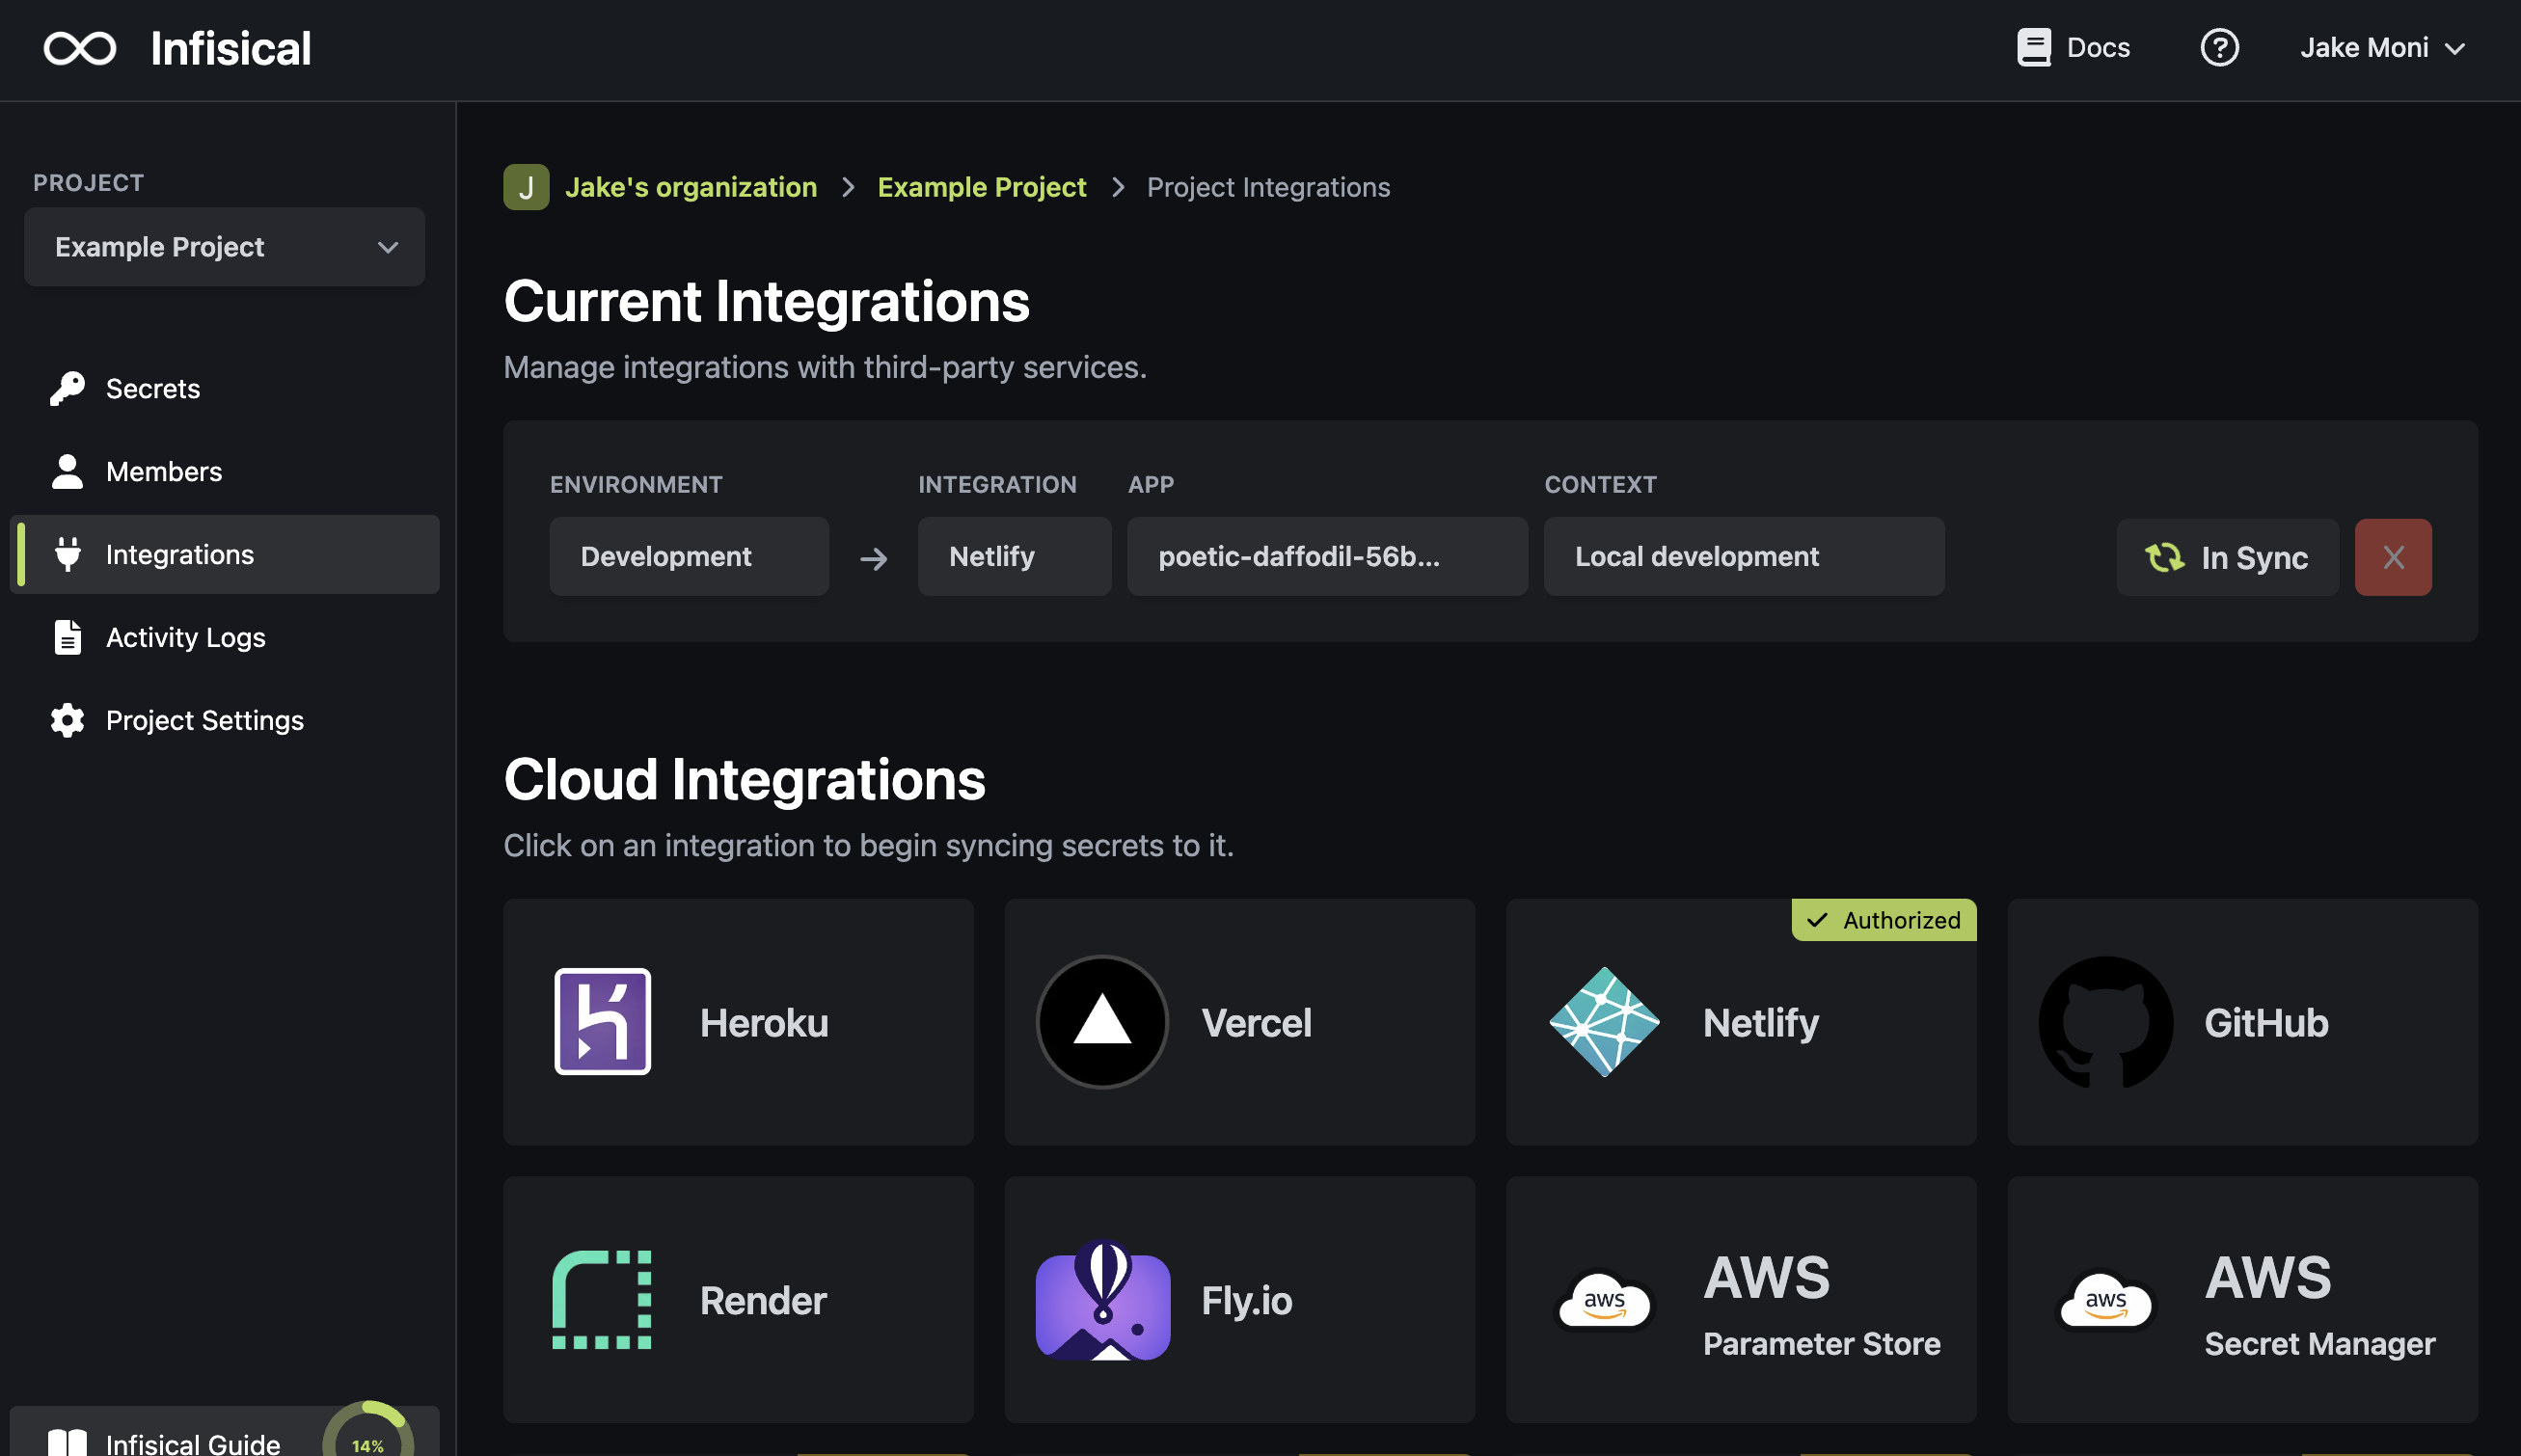 Infisical
Docs
Jake Moni
PROJECT
Example Project
Secrets
Members
Integrations
Activity Logs
Project Settings
Infisical Guide
14%
J Jake's organization > Example Project > Project Integrations
Current Integrations
Manage integrations with third-party services.
ENVIRONMENT INTEGRATION APP CONTEXT
Development → Netlify poetic-daffodil-56b... Local development In Sync X
Cloud Integrations
Click on an integration to begin syncing secrets to it.
Authorized
Heroku Vercel Netlify GitHub
Render Fly.io
aws AWS
Parameter Store
aws AWS
Secret Manager